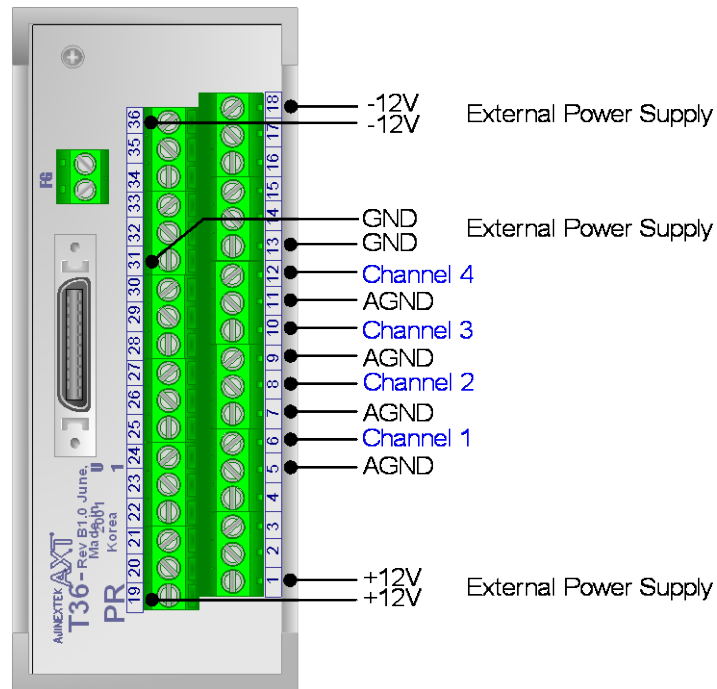 -12V
-12V
External Power Supply
GND
GND
External Power Supply
Channel 4
AGND
Channel 3
AGND
Channel 2
AGND
Channel 1
AGND
+12V
+12V
External Power Supply
FG
36
35
34
33
32
31
30
29
28
27
26
25
24
23
22
21
20
19
18
17
16
15
14
13
12
11
10
9
8
7
6
5
4
3
2
1
AJINEXTEK AXT
T36-Rev B1.0 June,
2001
Made in
Korea
PR
U
1